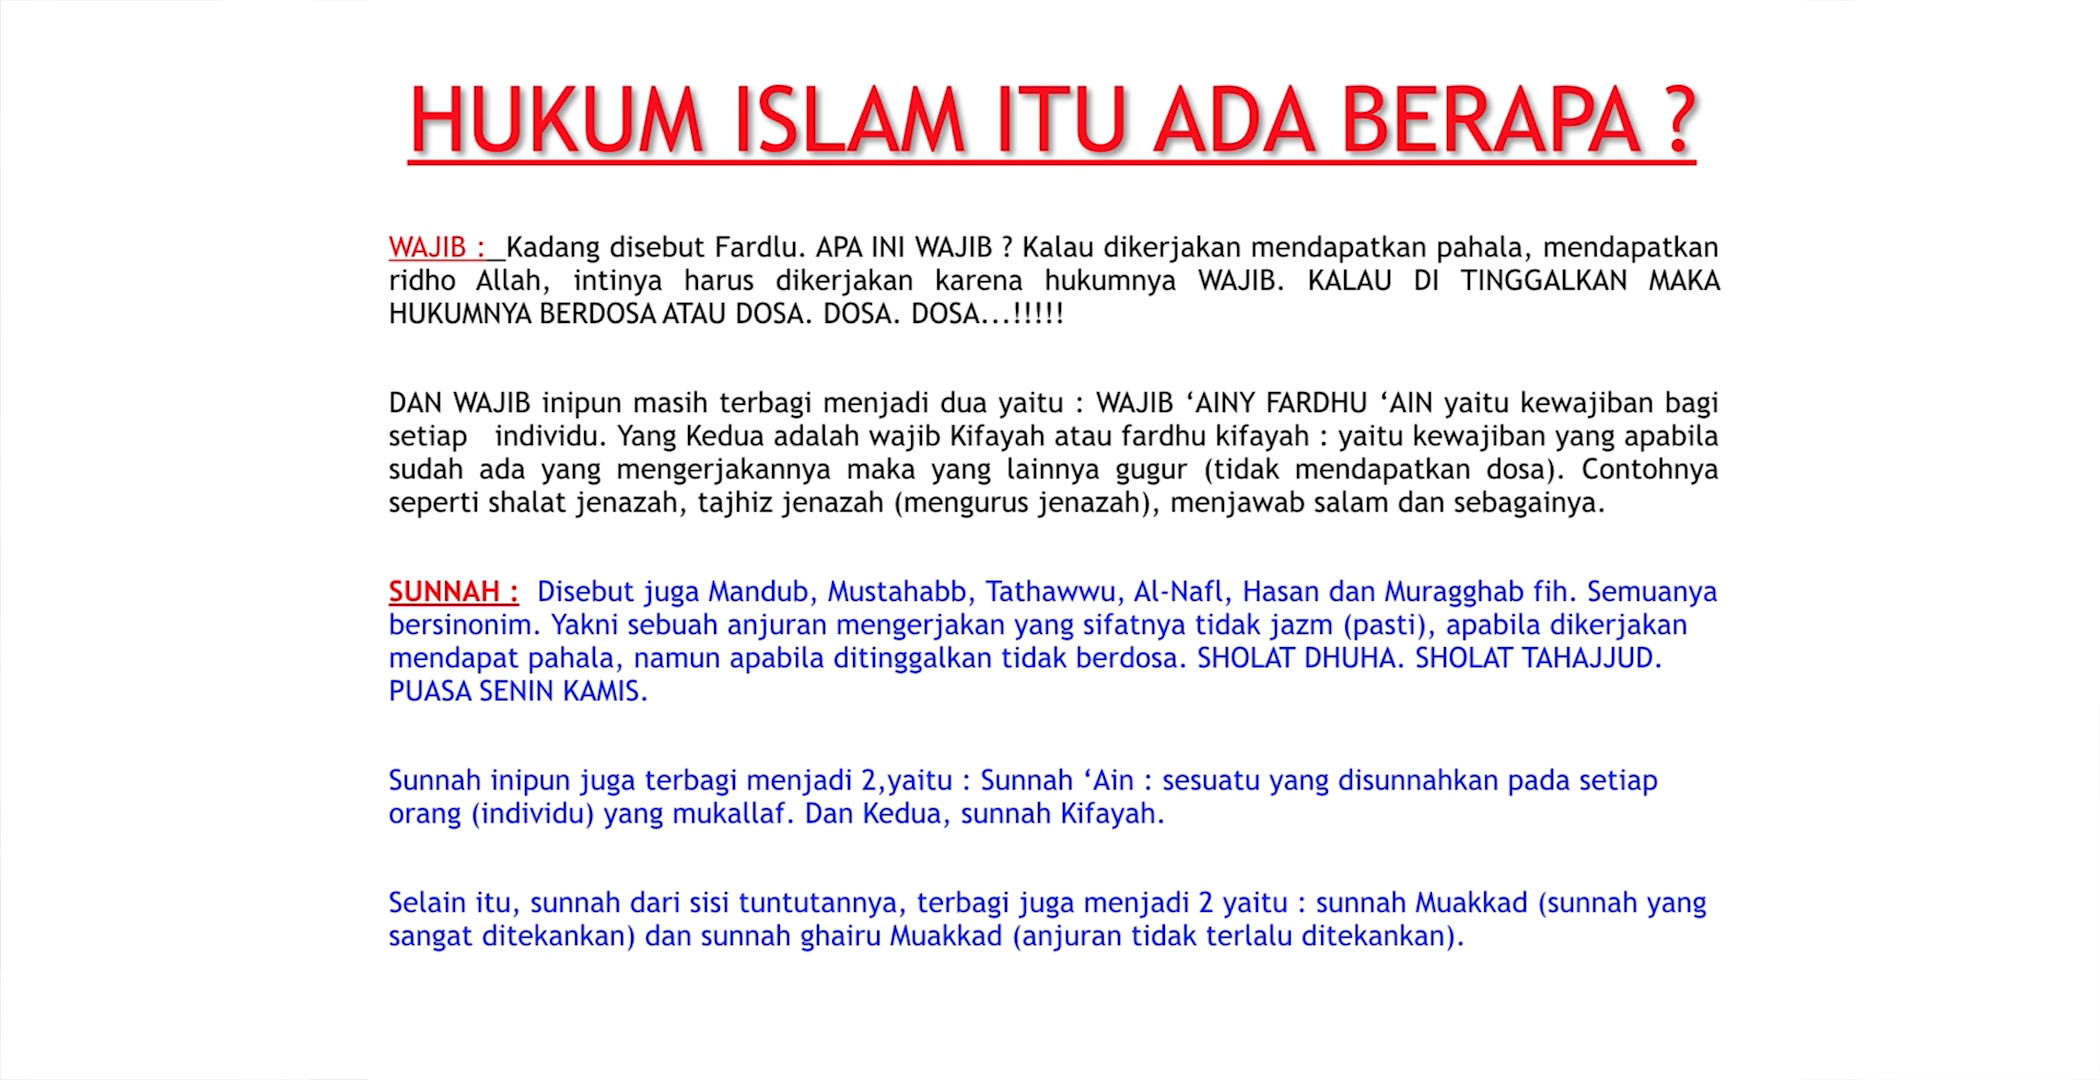 HUKUM ISLAM ITU ADA BERAPA ?
WAJIB : Kadang disebut Fardlu. APA INI WAJIB ? Kalau dikerjakan mendapatkan pahala, mendapatkan
ridho Allah, intinya harus dikerjakan karena hukumnya WAJIB. KALAU DI TINGGALKAN MAKA
HUKUMNYA BERDOSA ATAU DOSA. DOSA. DOSA...!!!!!
DAN WAJIB inipun masih terbagi menjadi dua yaitu : WAJIB ‘AINY FARDHU ‘AIN yaitu kewajiban bagi
setiap individu. Yang Kedua adalah wajib Kifayah atau fardhu kifayah : yaitu kewajiban yang apabila
sudah ada yang mengerjakannya maka yang lainnya gugur (tidak mendapatkan dosa). Contohnya
seperti shalat jenazah, tajhiz jenazah (mengurus jenazah), menjawab salam dan sebagainya.
SUNNAH : Disebut juga Mandub, Mustahabb, Tathawwu, Al-Nafl, Hasan dan Muragghab fih. Semuanya
bersinonim. Yakni sebuah anjuran mengerjakan yang sifatnya tidak jazm (pasti), apabila dikerjakan
mendapat pahala, namun apabila ditinggalkan tidak berdosa. SHOLAT DHUHA. SHOLAT TAHAJJUD.
PUASA SENIN KAMIS.
Sunnah inipun juga terbagi menjadi 2,yaitu : Sunnah ‘Ain : sesuatu yang disunnahkan pada setiap
orang (individu) yang mukallaf. Dan Kedua, sunnah Kifayah.
Selain itu, sunnah dari sisi tuntutannya, terbagi juga menjadi 2 yaitu : sunnah Muakkad (sunnah yang
sangat ditekankan) dan sunnah ghairu Muakkad (anjuran tidak terlalu ditekankan).